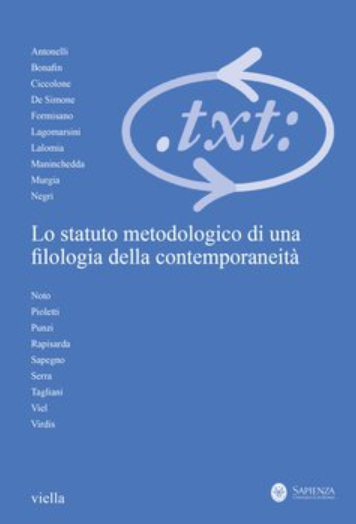 Antonelli
Bonafin
Ciccolone
De Simone
Formisano
Lagomarsini
Lalomia
Maninchedda
Murgia
Negri
.txt:
Lo statuto metodologico di una
filologia della contemporaneità
Noto
Pioletti
Punzi
Rapisarda
Sapegno
Serra
Tagliani
Viel
Virdis
viella
SAPIENZA